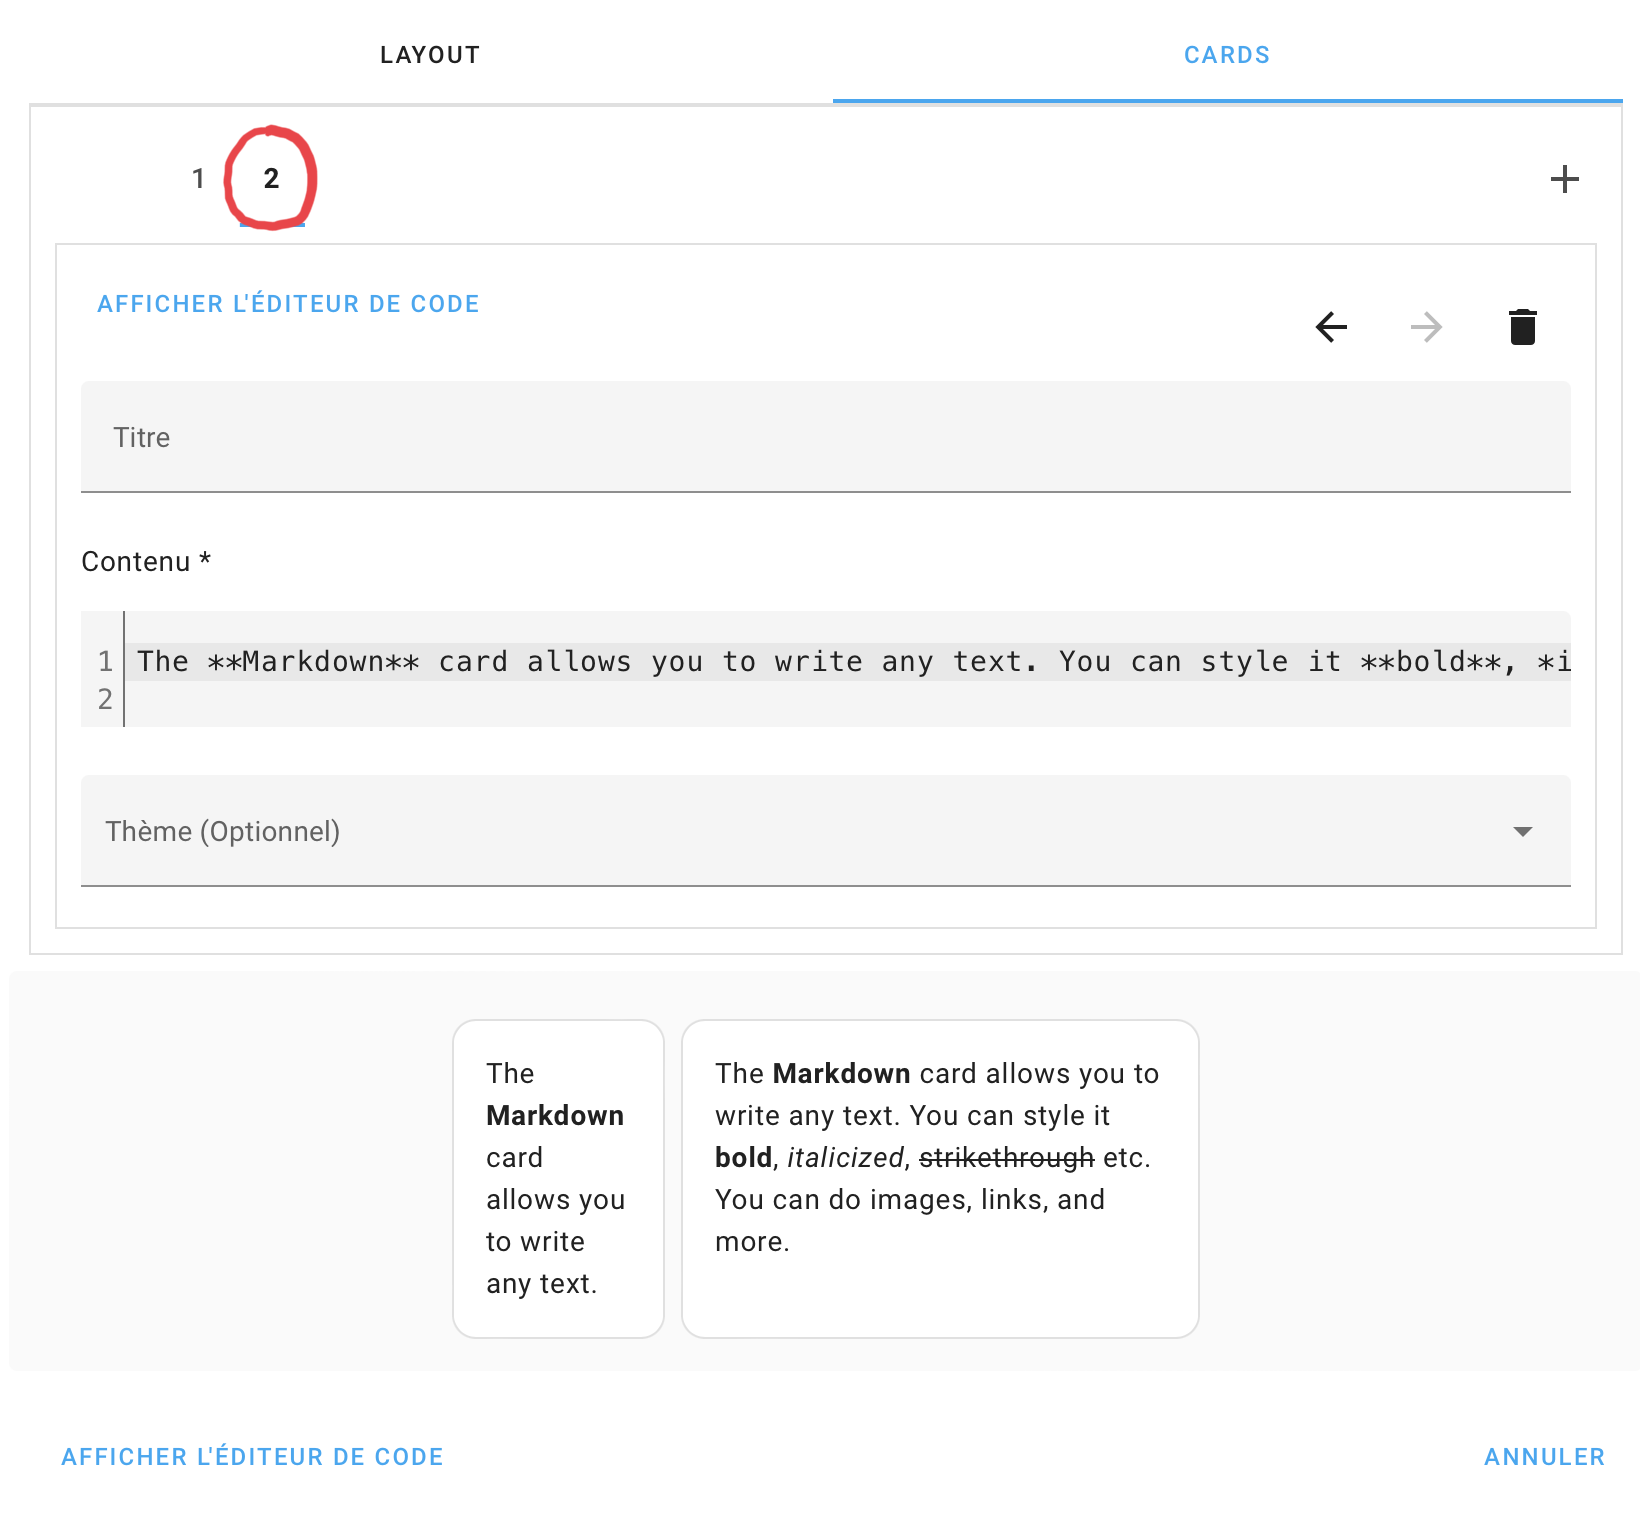 LAYOUT
CARDS
1
2
AFFICHER L'ÉDITEUR DE CODE
Titre
Contenu *
1 The **Markdown** card allows you to write any text. You can style it **bold**, *i
2
Thème (Optionnel)
The
Markdown
card
allows you
to write
any text.
The Markdown card allows you to
write any text. You can style it
bold, italicized, strikethrough etc.
You can do images, links, and
more.
AFFICHER L'ÉDITEUR DE CODE
ANNULER